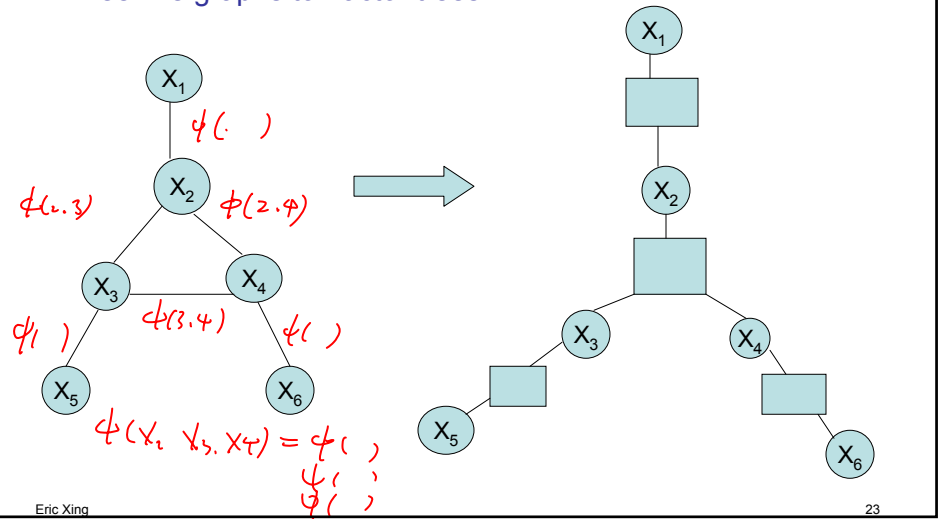 X₁
X₁
ψ(. )
X₂
X₂
ϕ(2.3)
ϕ(2.4)
X₃
X₄
ψ(3.4)
X₃
X₄
ψ( )
ψ( )
X₅
X₆
X₅
X₆
ψ(X₂ X₃, X₄) = ψ( )
ψ( )
ψ( )
Eric Xing
23